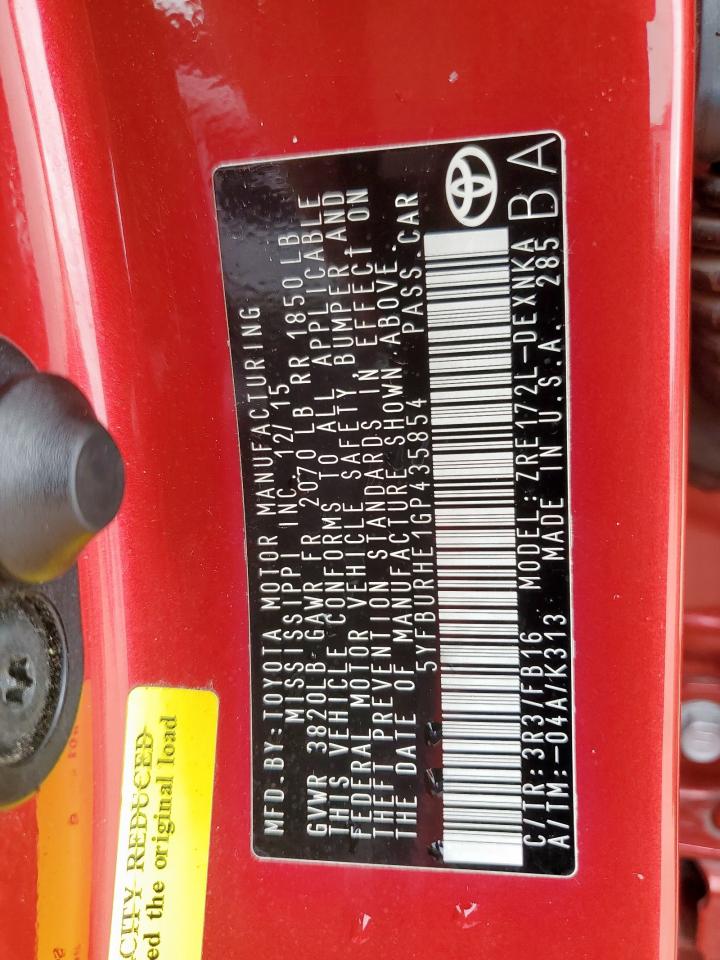 MFD.BY:TOYOTA MOTOR MANUFACTURING
MISSISSIPPI INC 12/15
GVWR 3820LB GAWR FR 2070 LB RR 1850 LB
THIS VEHICLE CONFORMS TO ALL APPLICABLE
FEDERAL MOTOR VEHICLE SAFETY, BUMPER AND
THEFT PREVENTION STANDARDS IN EFFECT ON
THE DATE OF MANUFACTURE SHOWN ABOVE.
5YFBURHE1GP435854 PASS.CAR
C/TR:3R3/FB16 MODEL:ZRE172L-DEXNKA
A/TM:-04A/K313 MADE IN U.S.A. 285
BA
CITY REDUCED
ed the original load